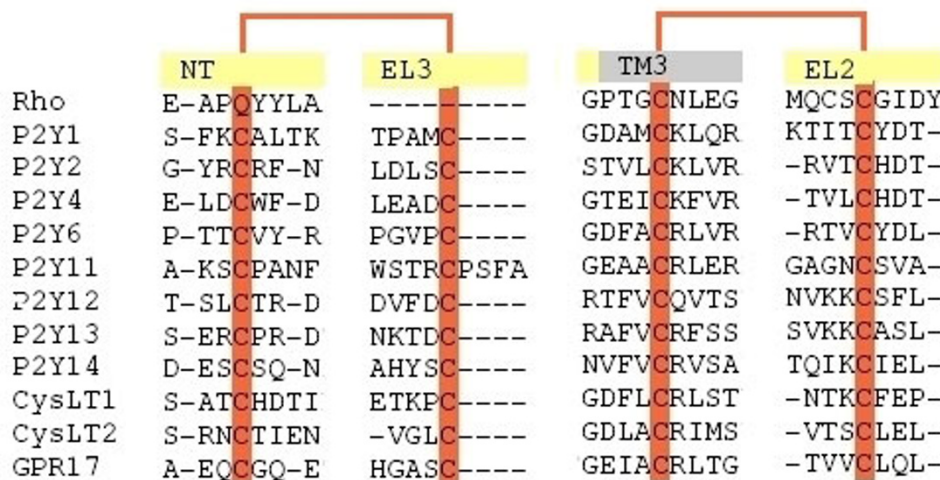 NT EL3 TM3 EL2
Rho E-APQYYLA --------- GPTGCNLEG MQCSCGIDY
P2Y1 S-FKCALTK TPAMC---- GDAMCKLQR KTITCYDT-
P2Y2 G-YRCRF-N LDLSC---- STVLCKLVR -RVTCHDT-
P2Y4 E-LDCWF-D LEADC---- GTEICKFVR -TVLCHDT-
P2Y6 P-TTCVY-R PGVPC---- GDFACRLVR -RTVCYDL-
P2Y11 A-KSCPANF WSTRCPSFA GEAACRLER GAGNCSVA-
P2Y12 T-SLCTR-D DVFDC---- RTFVCQVTS NVKKCSFL-
P2Y13 S-ERCPR-D NKTDC---- RAFVCRFSS SVKKCASL-
P2Y14 D-ESCSQ-N AHYSC---- NVFVCRVSA TQIKCIEL-
CysLT1 S-ATCHDTI ETKPC---- GDFLCRLST -NTKCFEP-
CysLT2 S-RNCTIEN -VGLC---- GDLACRIMS -VTSCLEL-
GPR17 A-EQCGQ-E HGASC---- GEIACRLTG -TVVCLQL-